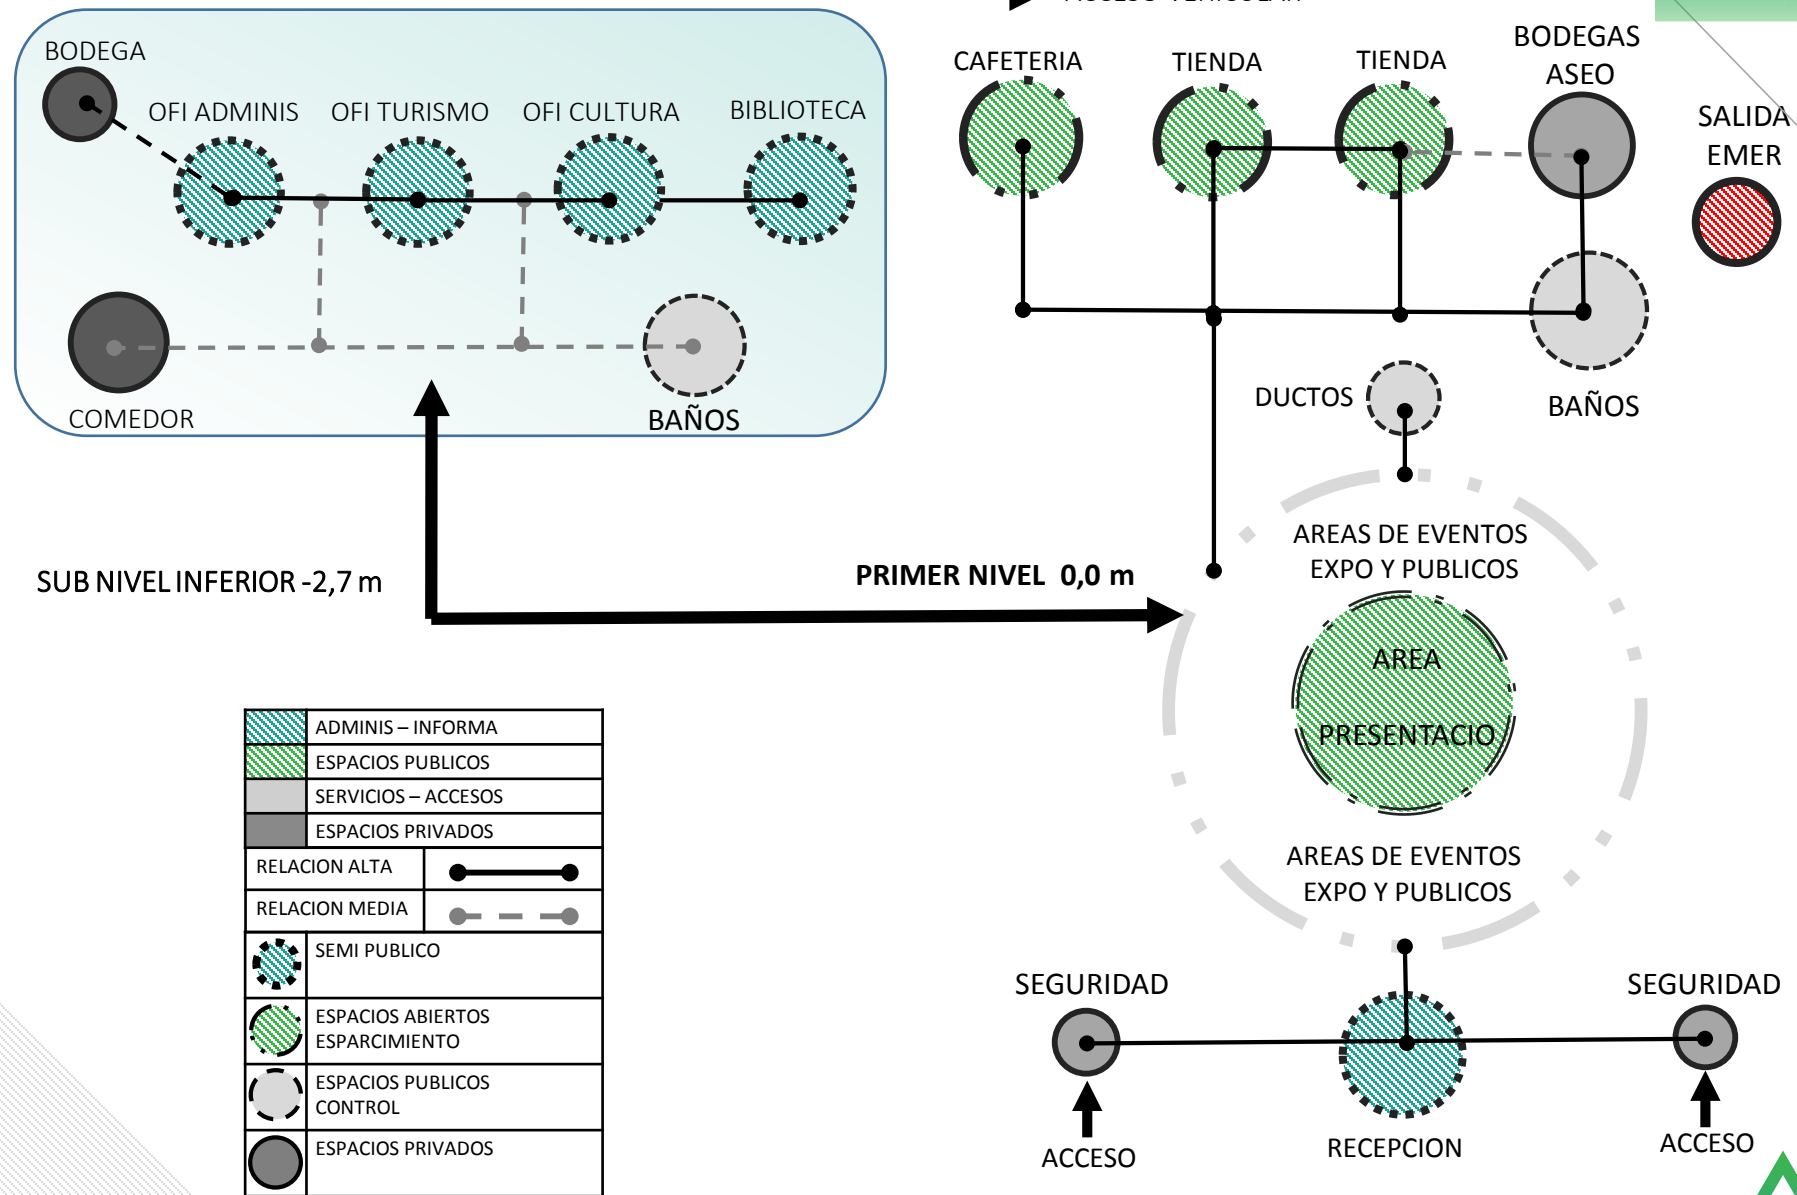 ACCESO VEHICULAR
BODEGA
OFI ADMINIS
OFI TURISMO
OFI CULTURA
BIBLIOTECA
COMEDOR
BAÑOS
CAFETERIA
TIENDA
TIENDA
BODEGAS
ASEO
SALIDA
EMER
DUCTOS
BAÑOS
SUB NIVEL INFERIOR -2,7 m
PRIMER NIVEL 0,0 m
AREAS DE EVENTOS
EXPO Y PUBLICOS
AREA
PRESENTACIO
AREAS DE EVENTOS
EXPO Y PUBLICOS
SEGURIDAD
SEGURIDAD
RECEPCION
ACCESO
ACCESO
ADMINIS – INFORMA
ESPACIOS PUBLICOS
SERVICIOS – ACCESOS
ESPACIOS PRIVADOS
RELACION ALTA
RELACION MEDIA
SEMI PUBLICO
ESPACIOS ABIERTOS
ESPARCIMIENTO
ESPACIOS PUBLICOS
CONTROL
ESPACIOS PRIVADOS